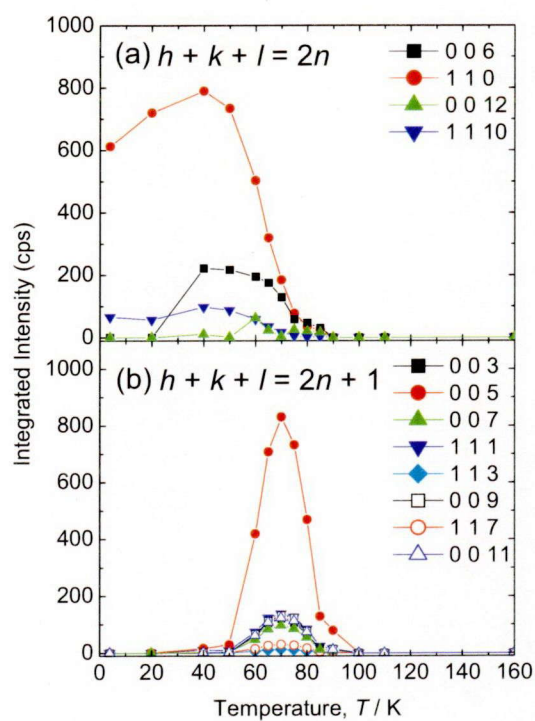 1000
800
600
400
200
0
(a) h + k + l = 2n
0 0 6
1 1 0
0 0 12
1 1 10
Integrated Intensity (cps)
1000
800
600
400
200
0
(b) h + k + l = 2n + 1
0 0 3
0 0 5
0 0 7
1 1 1
1 1 3
0 0 9
1 1 7
0 0 11
0 20 40 60 80 100 120 140 160
Temperature, T / K